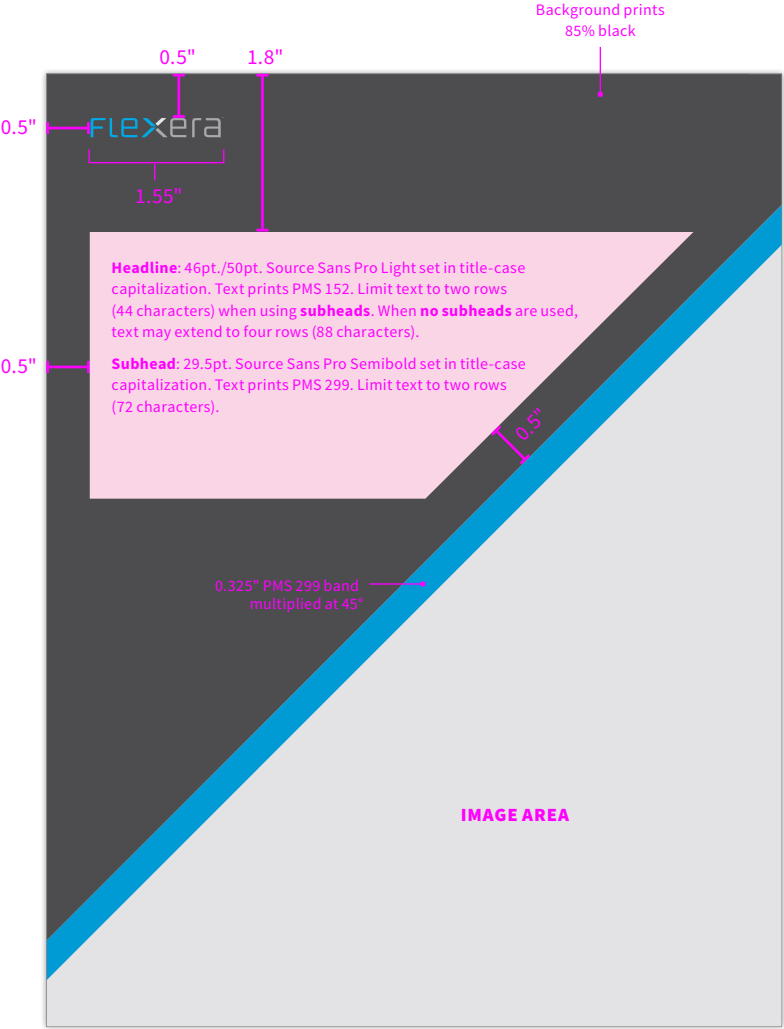 Background prints
85% black
0.5"
1.8"
0.5"
Flexera
1.55"
Headline: 46pt./50pt. Source Sans Pro Light set in title-case
capitalization. Text prints PMS 152. Limit text to two rows
(44 characters) when using subheads. When no subheads are used,
text may extend to four rows (88 characters).
0.5"
Subhead: 29.5pt. Source Sans Pro Semibold set in title-case
capitalization. Text prints PMS 299. Limit text to two rows
(72 characters).
0.5"
0.325" PMS 299 band
multiplied at 45°
IMAGE AREA